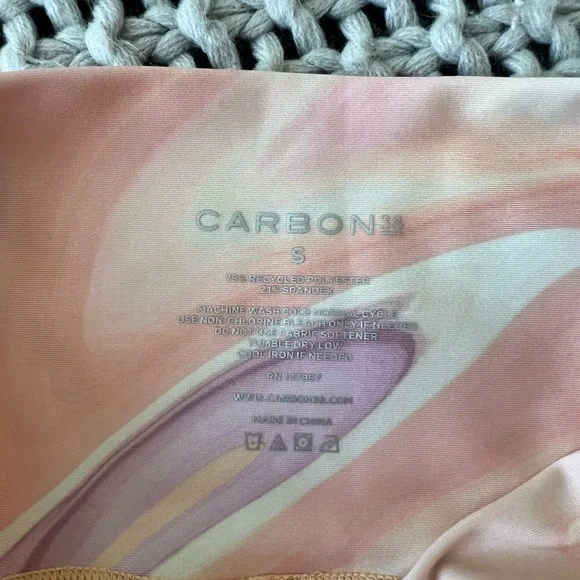 CARBON38
S
79% RECYCLED POLYESTER
21% SPANDEX
MACHINE WASH COLD NORMAL CYCLE
USE NON-CHLORINE BLEACH ONLY IF NEEDED
DO NOT USE FABRIC SOFTENER
TUMBLE DRY LOW
COOL IRON IF NEEDED
RN
WWW.CARBON38.COM
MADE IN CHINA